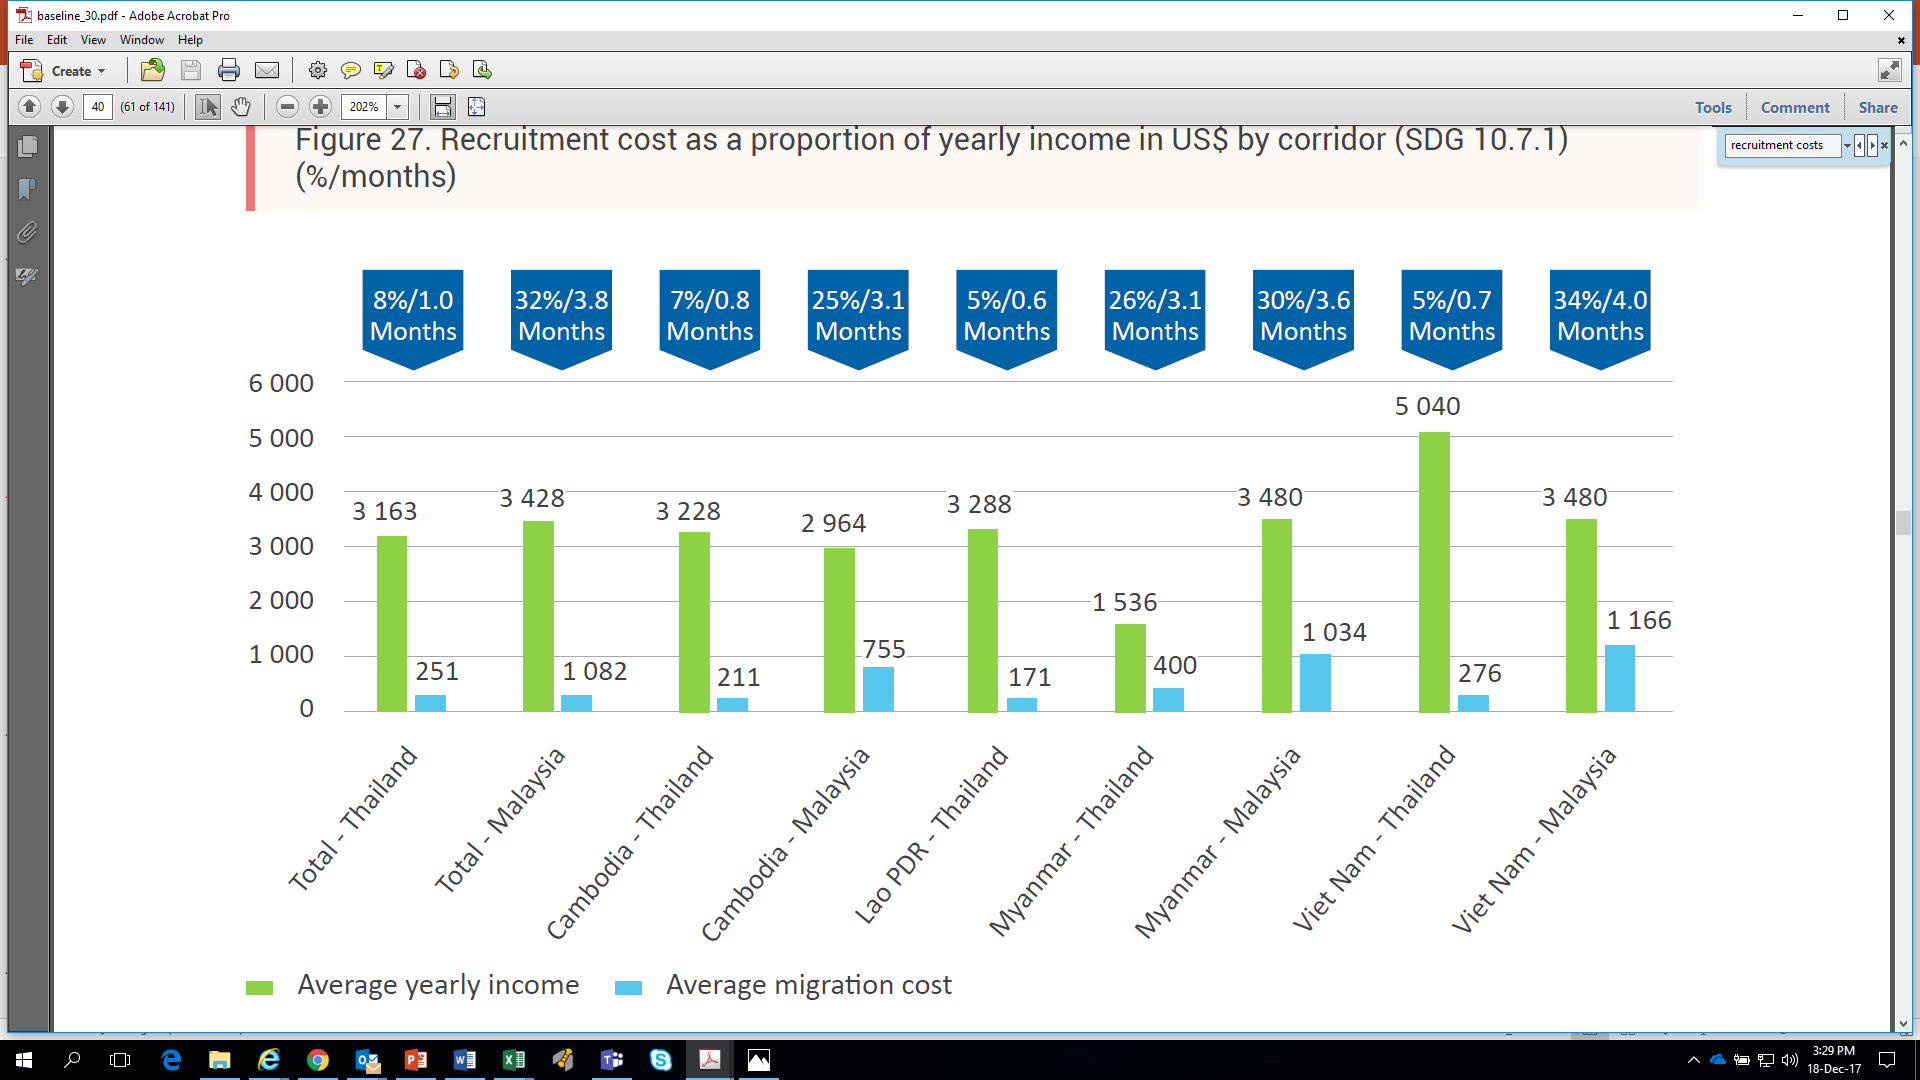 baseline_30.pdf - Adobe Acrobat Pro
File Edit View Window Help
Create
40 (61 of 141) 202% Tools Comment Share
recruitment costs
Figure 27. Recruitment cost as a proportion of yearly income in US$ by corridor (SDG 10.7.1)
(%/months)
8%/1.0 Months
32%/3.8 Months
7%/0.8 Months
25%/3.1 Months
5%/0.6 Months
26%/3.1 Months
30%/3.6 Months
5%/0.7 Months
34%/4.0 Months
6 000
5 000
4 000
3 000
2 000
1 000
0
3 163
251
3 428
1 082
3 228
211
2 964
755
3 288
171
1 536
400
3 480
1 034
5 040
276
3 480
1 166
Total - Thailand
Total - Malaysia
Cambodia - Thailand
Cambodia - Malaysia
Lao PDR - Thailand
Myanmar - Thailand
Myanmar - Malaysia
Viet Nam - Thailand
Viet Nam - Malaysia
Average yearly income
Average migration cost
3:29 PM
18-Dec-17